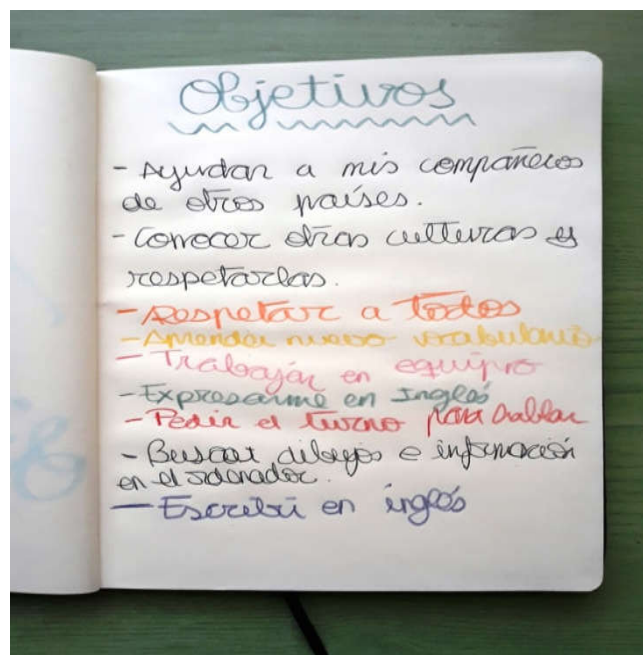 Objetivos
- Ayudar a mis compañeros
de otros países.
- Conocer otras culturas y
respetarlas.
- Respetar a todos
- Aprender nuevo vocabulario
- Trabajar en equipo
- Expresarme en Inglés
- Pedir el turno para hablar
- Buscar dibujos e información
en el ordenador.
- Escribir en inglés